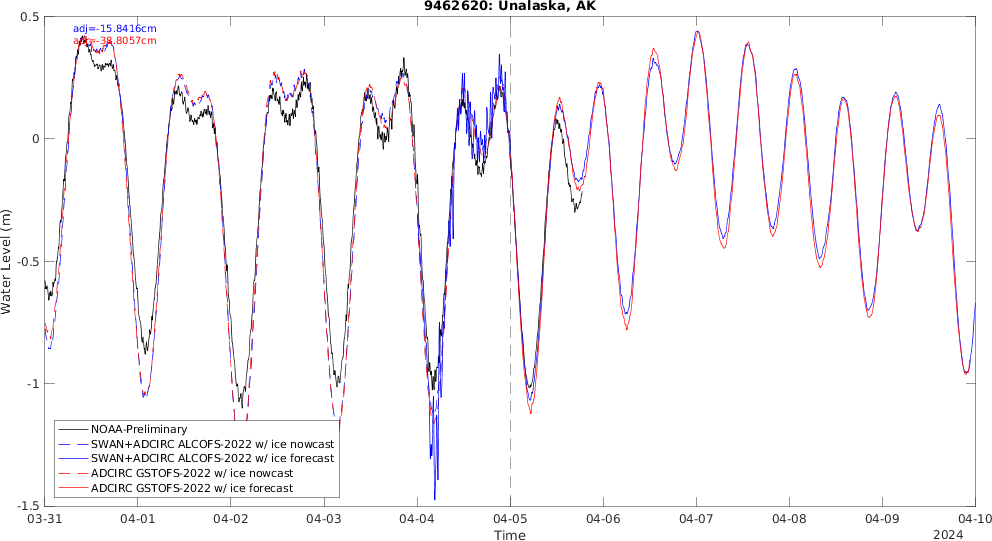 9462620: Unalaska, AK
adj=-15.8416cm
adj=-38.8057cm
0.5
0
-0.5
-1
-1.5
Water Level (m)
NOAA-Preliminary
SWAN+ADCIRC ALCOFS-2022 w/ ice nowcast
SWAN+ADCIRC ALCOFS-2022 w/ ice forecast
ADCIRC GSTOFS-2022 w/ ice nowcast
ADCIRC GSTOFS-2022 w/ ice forecast
03-31 04-01 04-02 04-03 04-04 04-05 04-06 04-07 04-08 04-09 04-10
Time
2024